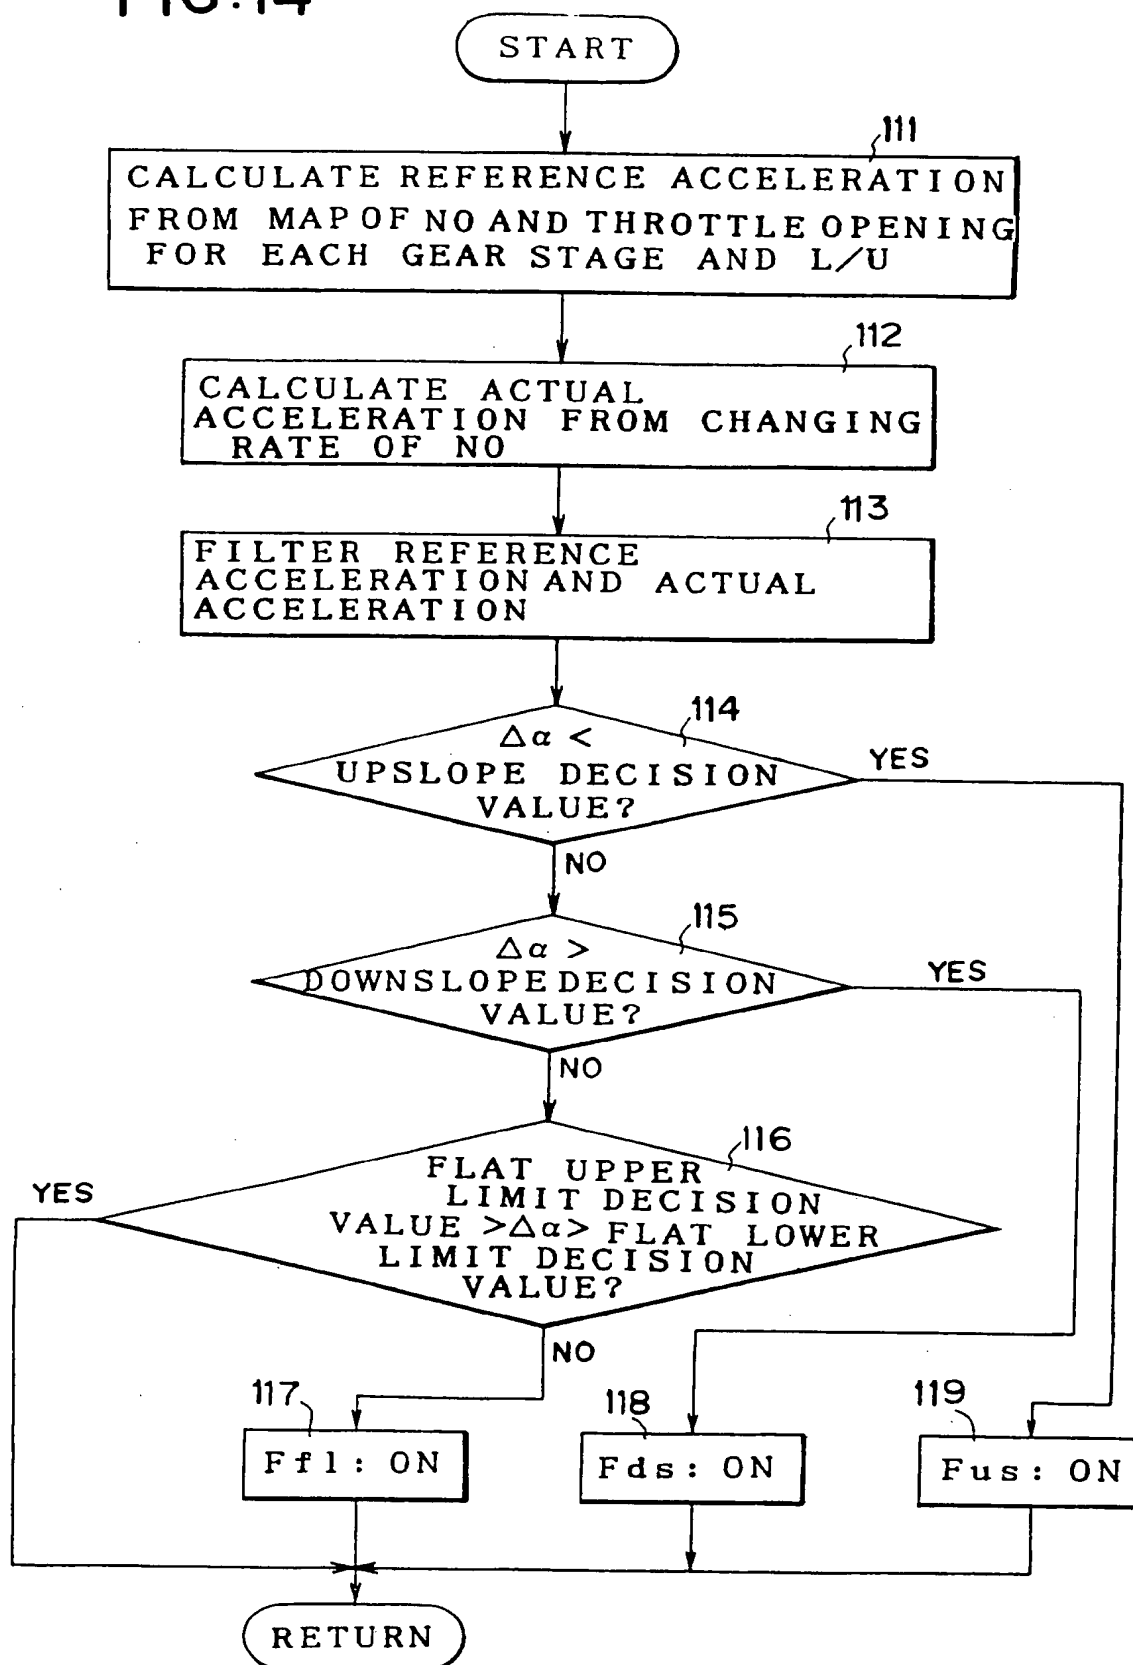 FIG.14
START
111
CALCULATE REFERENCE ACCELERATION
FROM MAP OF NO AND THROTTLE OPENING
FOR EACH GEAR STAGE AND L/U
112
CALCULATE ACTUAL
ACCELERATION FROM CHANGING
RATE OF NO
113
FILTER REFERENCE
ACCELERATION AND ACTUAL
ACCELERATION
114
△α <
UPSLOPE DECISION
VALUE?
YES
NO
115
△α >
DOWNSLOPE DECISION
VALUE?
YES
NO
116
FLAT UPPER
LIMIT DECISION
VALUE >△α> FLAT LOWER
LIMIT DECISION
VALUE?
YES
NO
117
Ffl: ON
118
Fds: ON
119
Fus: ON
RETURN